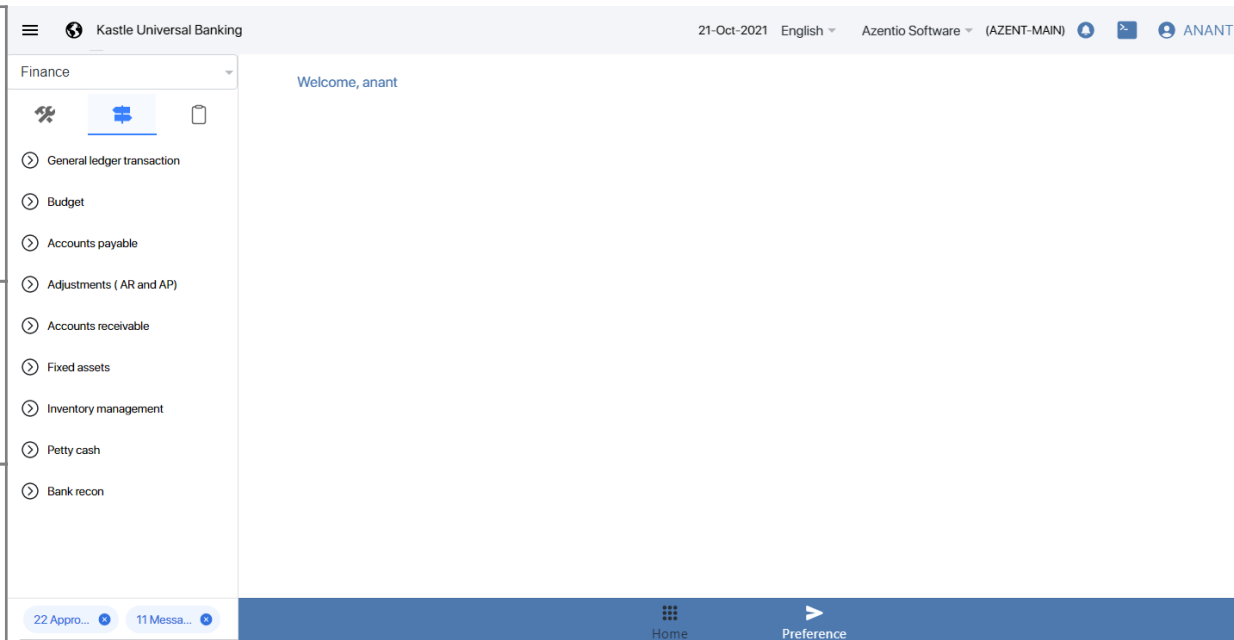 Kastle Universal Banking 21-Oct-2021 English Azentio Software (AZENT-MAIN) ANANT
Finance
Welcome, anant
General ledger transaction
Budget
Accounts payable
Adjustments ( AR and AP)
Accounts receivable
Fixed assets
Inventory management
Petty cash
Bank recon
22 Appro... 11 Messa...
Home Preference